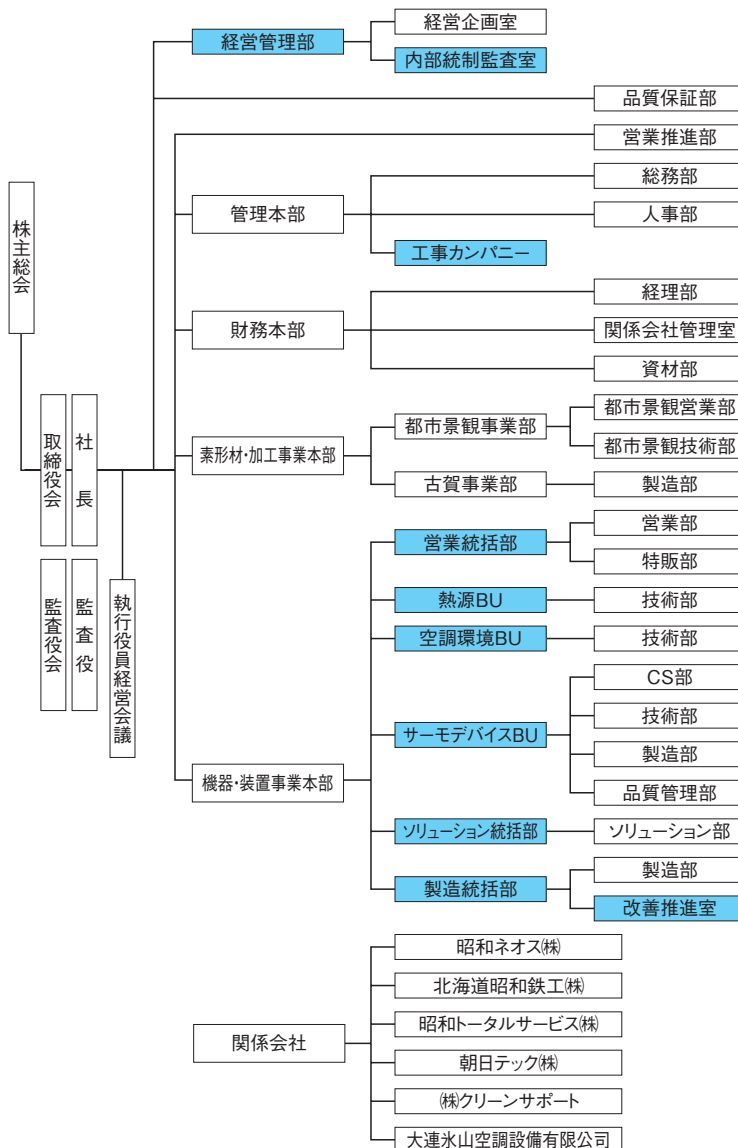 株主総会
取締役会
社長
監査役会
監査役
執行役員経営会議
経営管理部
経営企画室
内部統制監査室
品質保証部
営業推進部
管理本部
総務部
人事部
工事カンパニー
財務本部
経理部
関係会社管理室
資材部
素形材・加工事業本部
都市景観事業部
都市景観営業部
都市景観技術部
古賀事業部
製造部
機器・装置事業本部
営業統括部
営業部
特販部
熱源BU
技術部
空調環境BU
技術部
サーモデバイスBU
CS部
技術部
製造部
品質管理部
ソリューション統括部
ソリューション部
製造統括部
製造部
改善推進室
関係会社
昭和ネオス㈱
北海道昭和鉄工㈱
昭和トータルサービス㈱
朝日テック㈱
㈱クリーンサポート
大連氷山空調設備有限公司